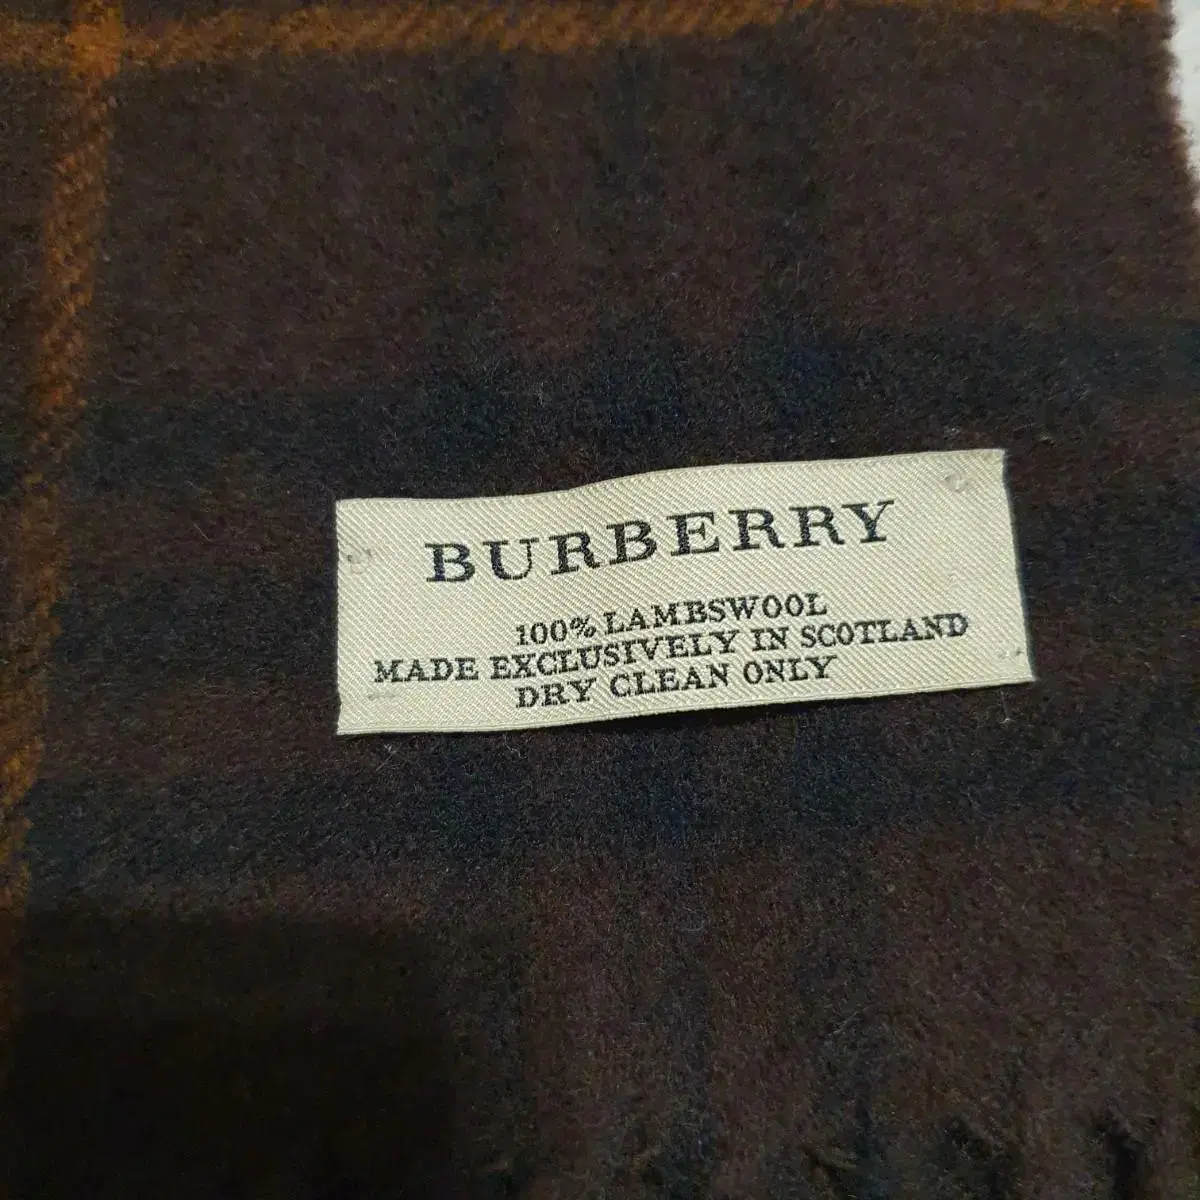 BURBERRY
100% LAMBSWOOL
MADE EXCLUSIVELY IN SCOTLAND
DRY CLEAN ONLY